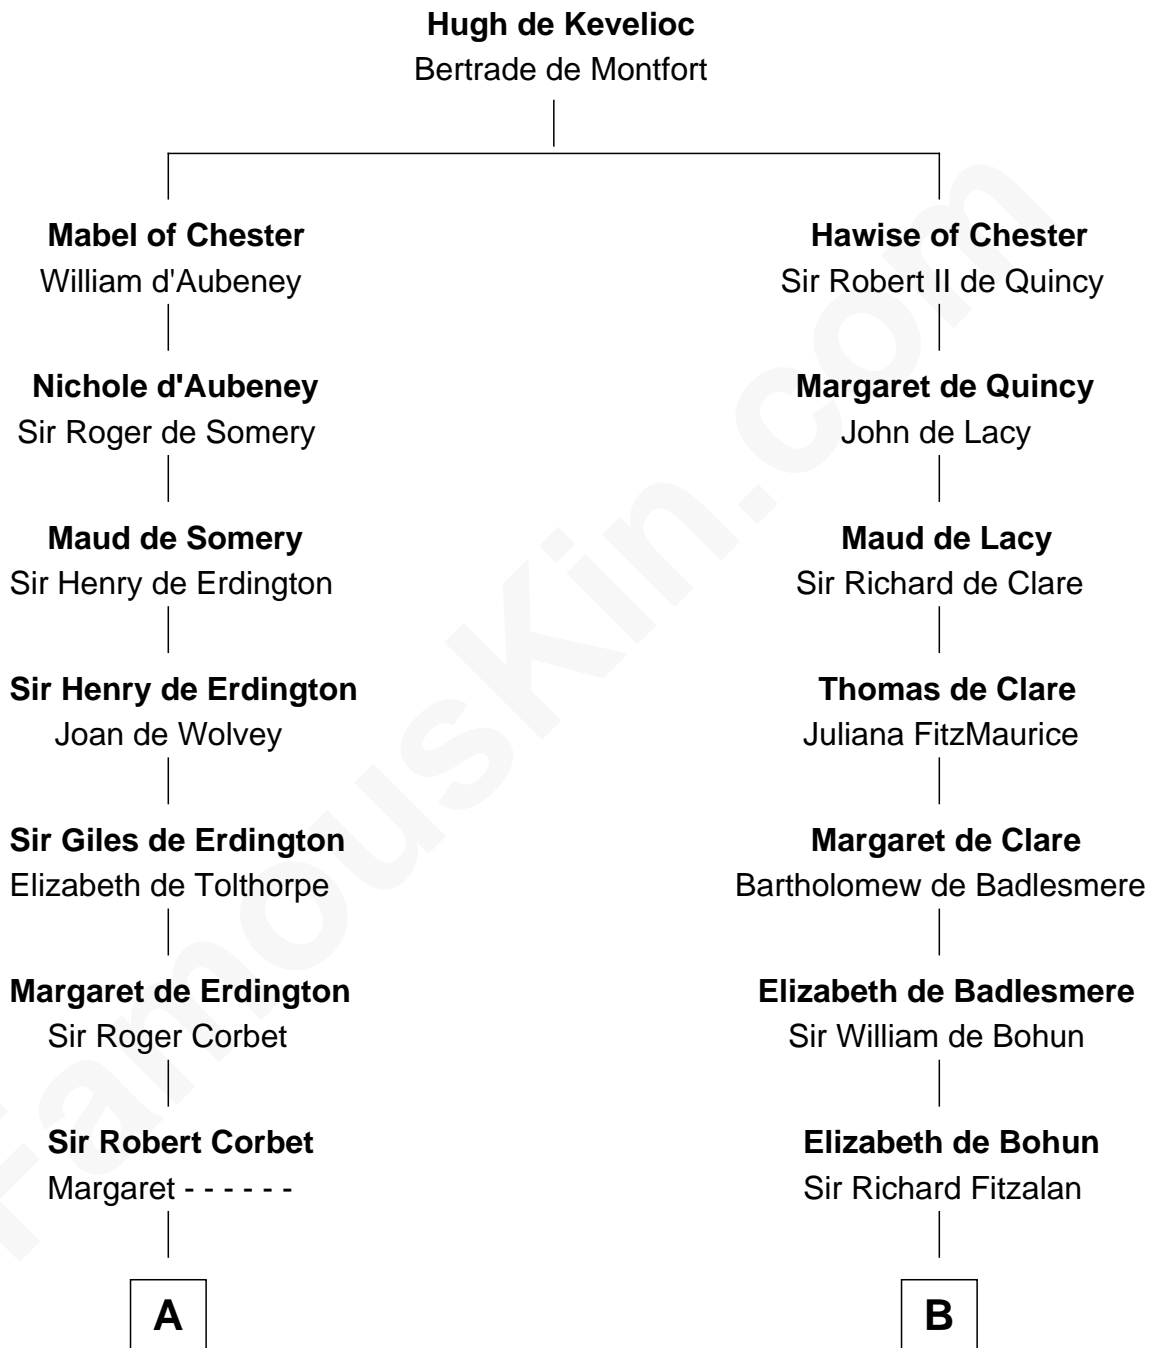 Hugh de Kevelioc
Bertrade de Montfort
Mabel of Chester
William d'Aubeney
Hawise of Chester
Sir Robert II de Quincy
Nichole d'Aubeney
Sir Roger de Somery
Margaret de Quincy
John de Lacy
Maud de Somery
Sir Henry de Erdington
Maud de Lacy
Sir Richard de Clare
Sir Henry de Erdington
Joan de Wolvey
Thomas de Clare
Juliana FitzMaurice
Sir Giles de Erdington
Elizabeth de Tolthorpe
Margaret de Clare
Bartholomew de Badlesmere
Margaret de Erdington
Sir Roger Corbet
Elizabeth de Badlesmere
Sir William de Bohun
Sir Robert Corbet
Margaret - - - - - -
Elizabeth de Bohun
Sir Richard Fitzalan
A
B
FamousKin.com